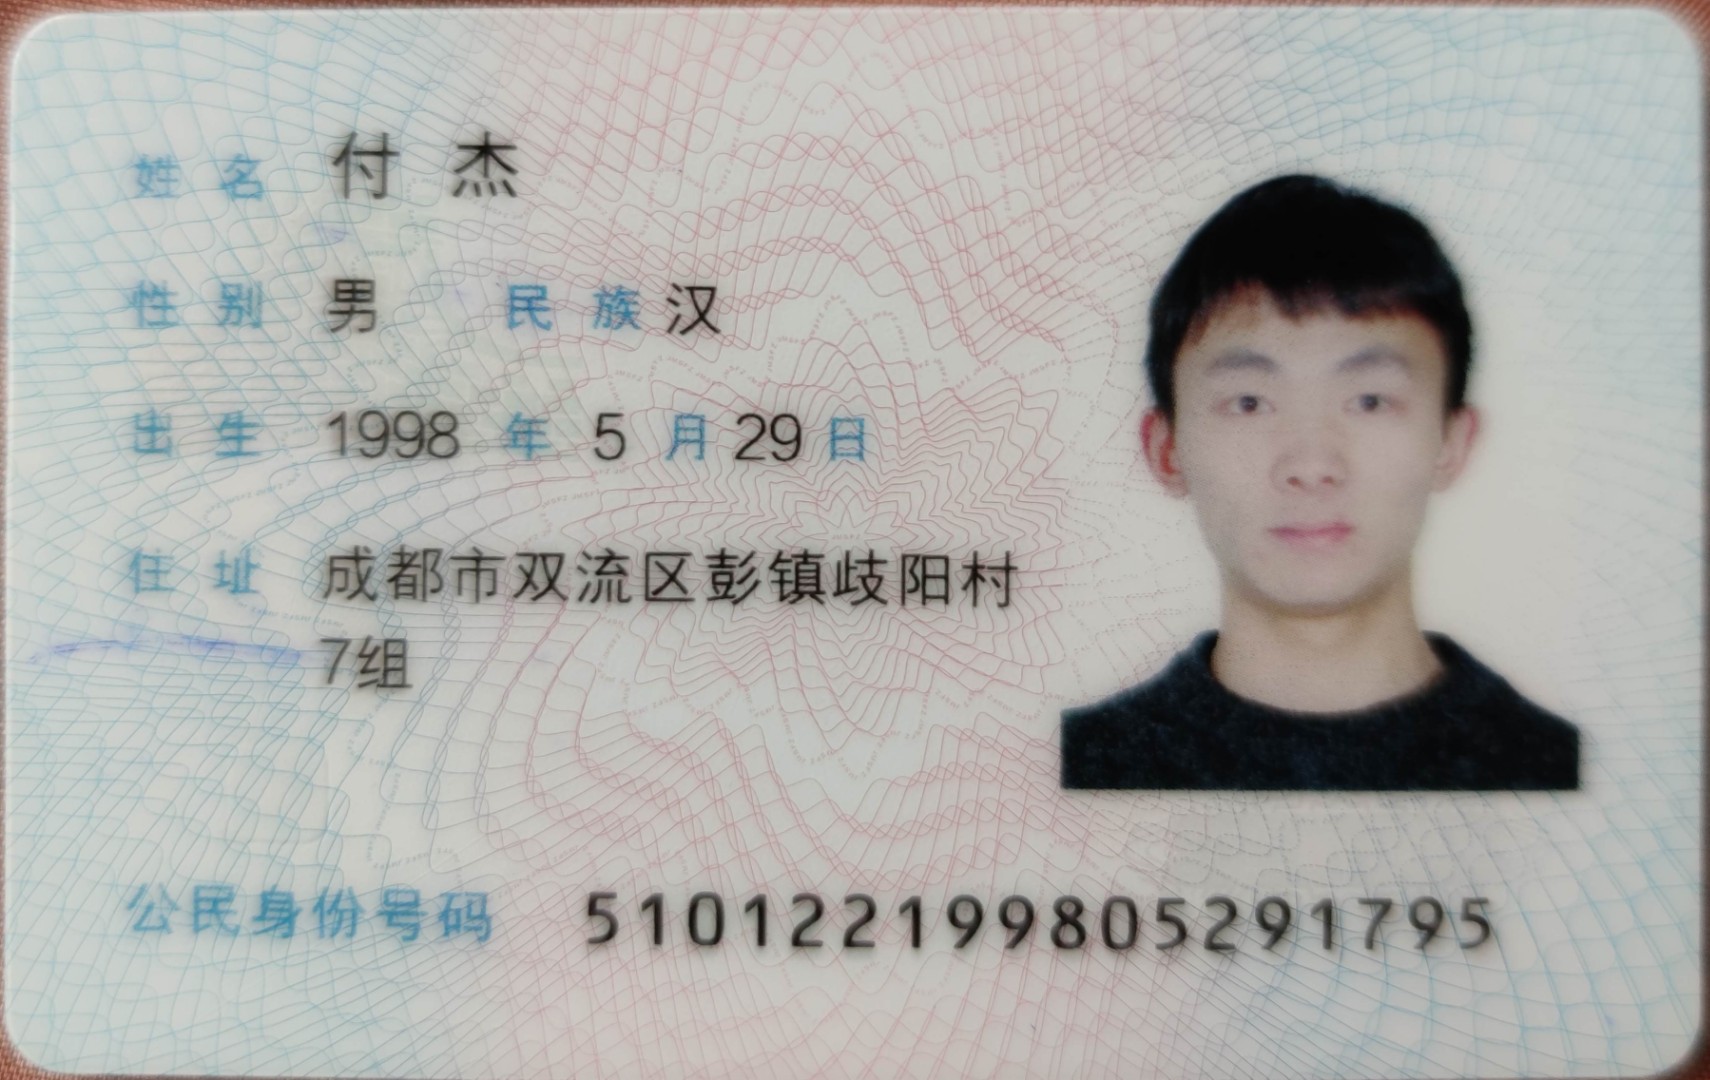 姓名 付杰
性别 男 民族 汉
出生 1998 年 5 月 29 日
住址 成都市双流区彭镇歧阳村
7组
公民身份号码 510122199805291795